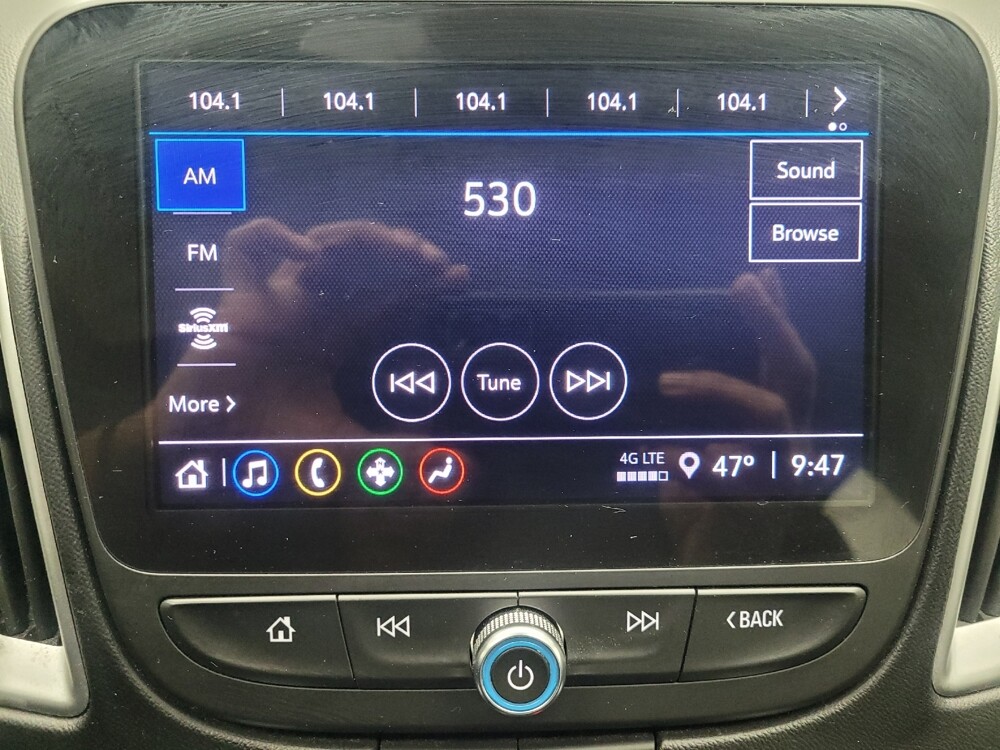 104.1 104.1 104.1 104.1 104.1
AM
530
Sound
Browse
FM
SiriusXM
Tune
More
4G LTE
47° 9:47
BACK